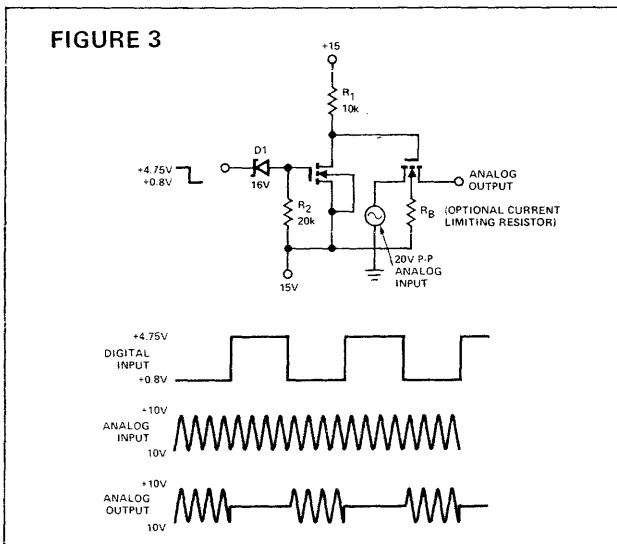 FIGURE 3
+15
R1
10k
D1
+4.75V
+0.8V
16V
R2
20k
ANALOG
OUTPUT
RB
(OPTIONAL CURRENT
LIMITING RESISTOR)
20V P-P
ANALOG
INPUT
15V
+4.75V
DIGITAL
INPUT
+0.8V
+10V
ANALOG
INPUT
10V
+10V
ANALOG
OUTPUT
10V